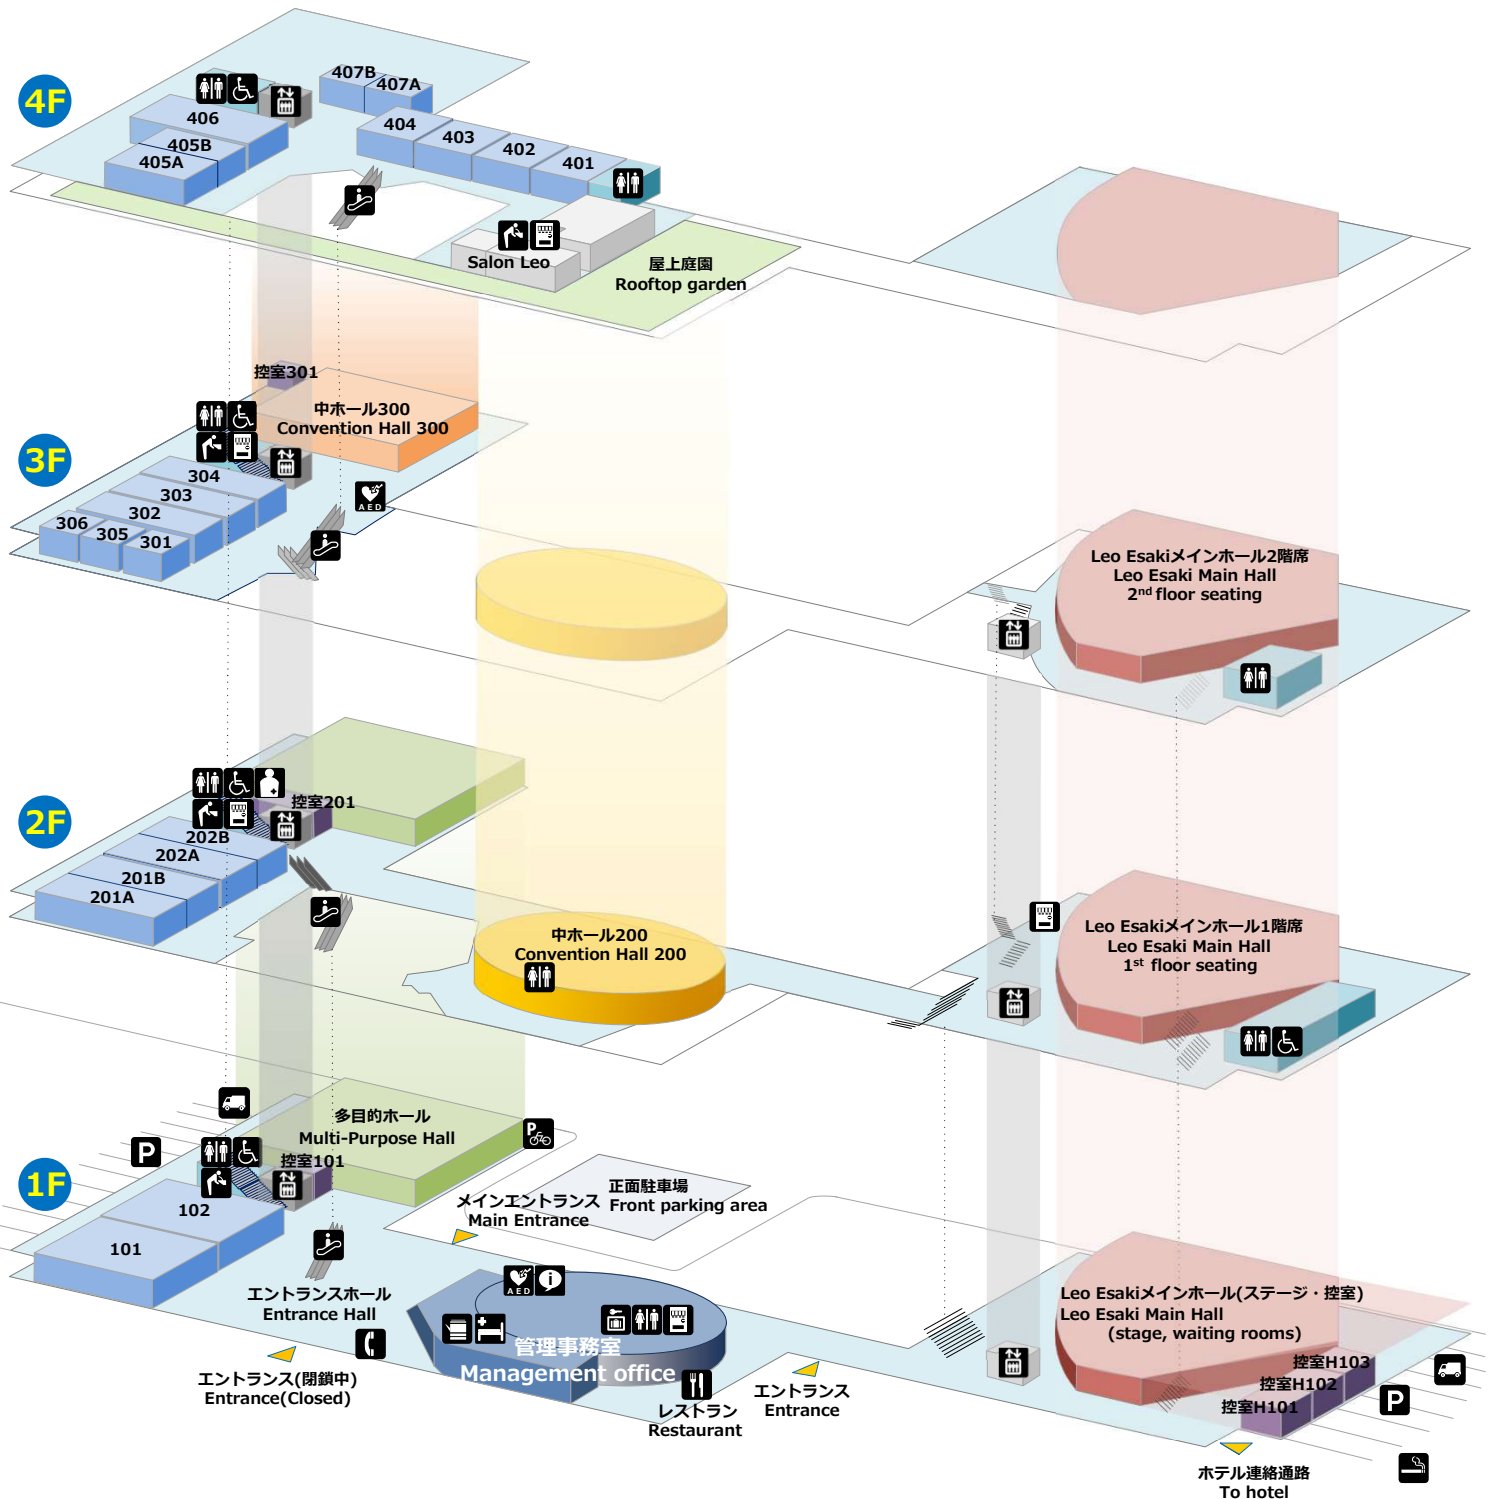 4F
407B
407A
406
405B
405A
404
403
402
401
Salon Leo
屋上庭園
Rooftop garden
3F
控室301
中ホール300
Convention Hall 300
304
303
302
306
305
301
AED
Leo Esakiメインホール2階席
Leo Esaki Main Hall
2nd floor seating
2F
控室201
202B
202A
201B
201A
中ホール200
Convention Hall 200
Leo Esakiメインホール1階席
Leo Esaki Main Hall
1st floor seating
1F
P
多目的ホール
Multi-Purpose Hall
P
控室101
102
101
メインエントランス
Main Entrance
正面駐車場
Front parking area
エントランスホール
Entrance Hall
AED
i
管理事務室
Management office
エントランス(閉鎖中)
Entrance(Closed)
レストラン
Restaurant
エントランス
Entrance
Leo Esakiメインホール(ステージ・控室)
Leo Esaki Main Hall
(stage, waiting rooms)
控室H103
控室H102
控室H101
P
ホテル連絡通路
To hotel